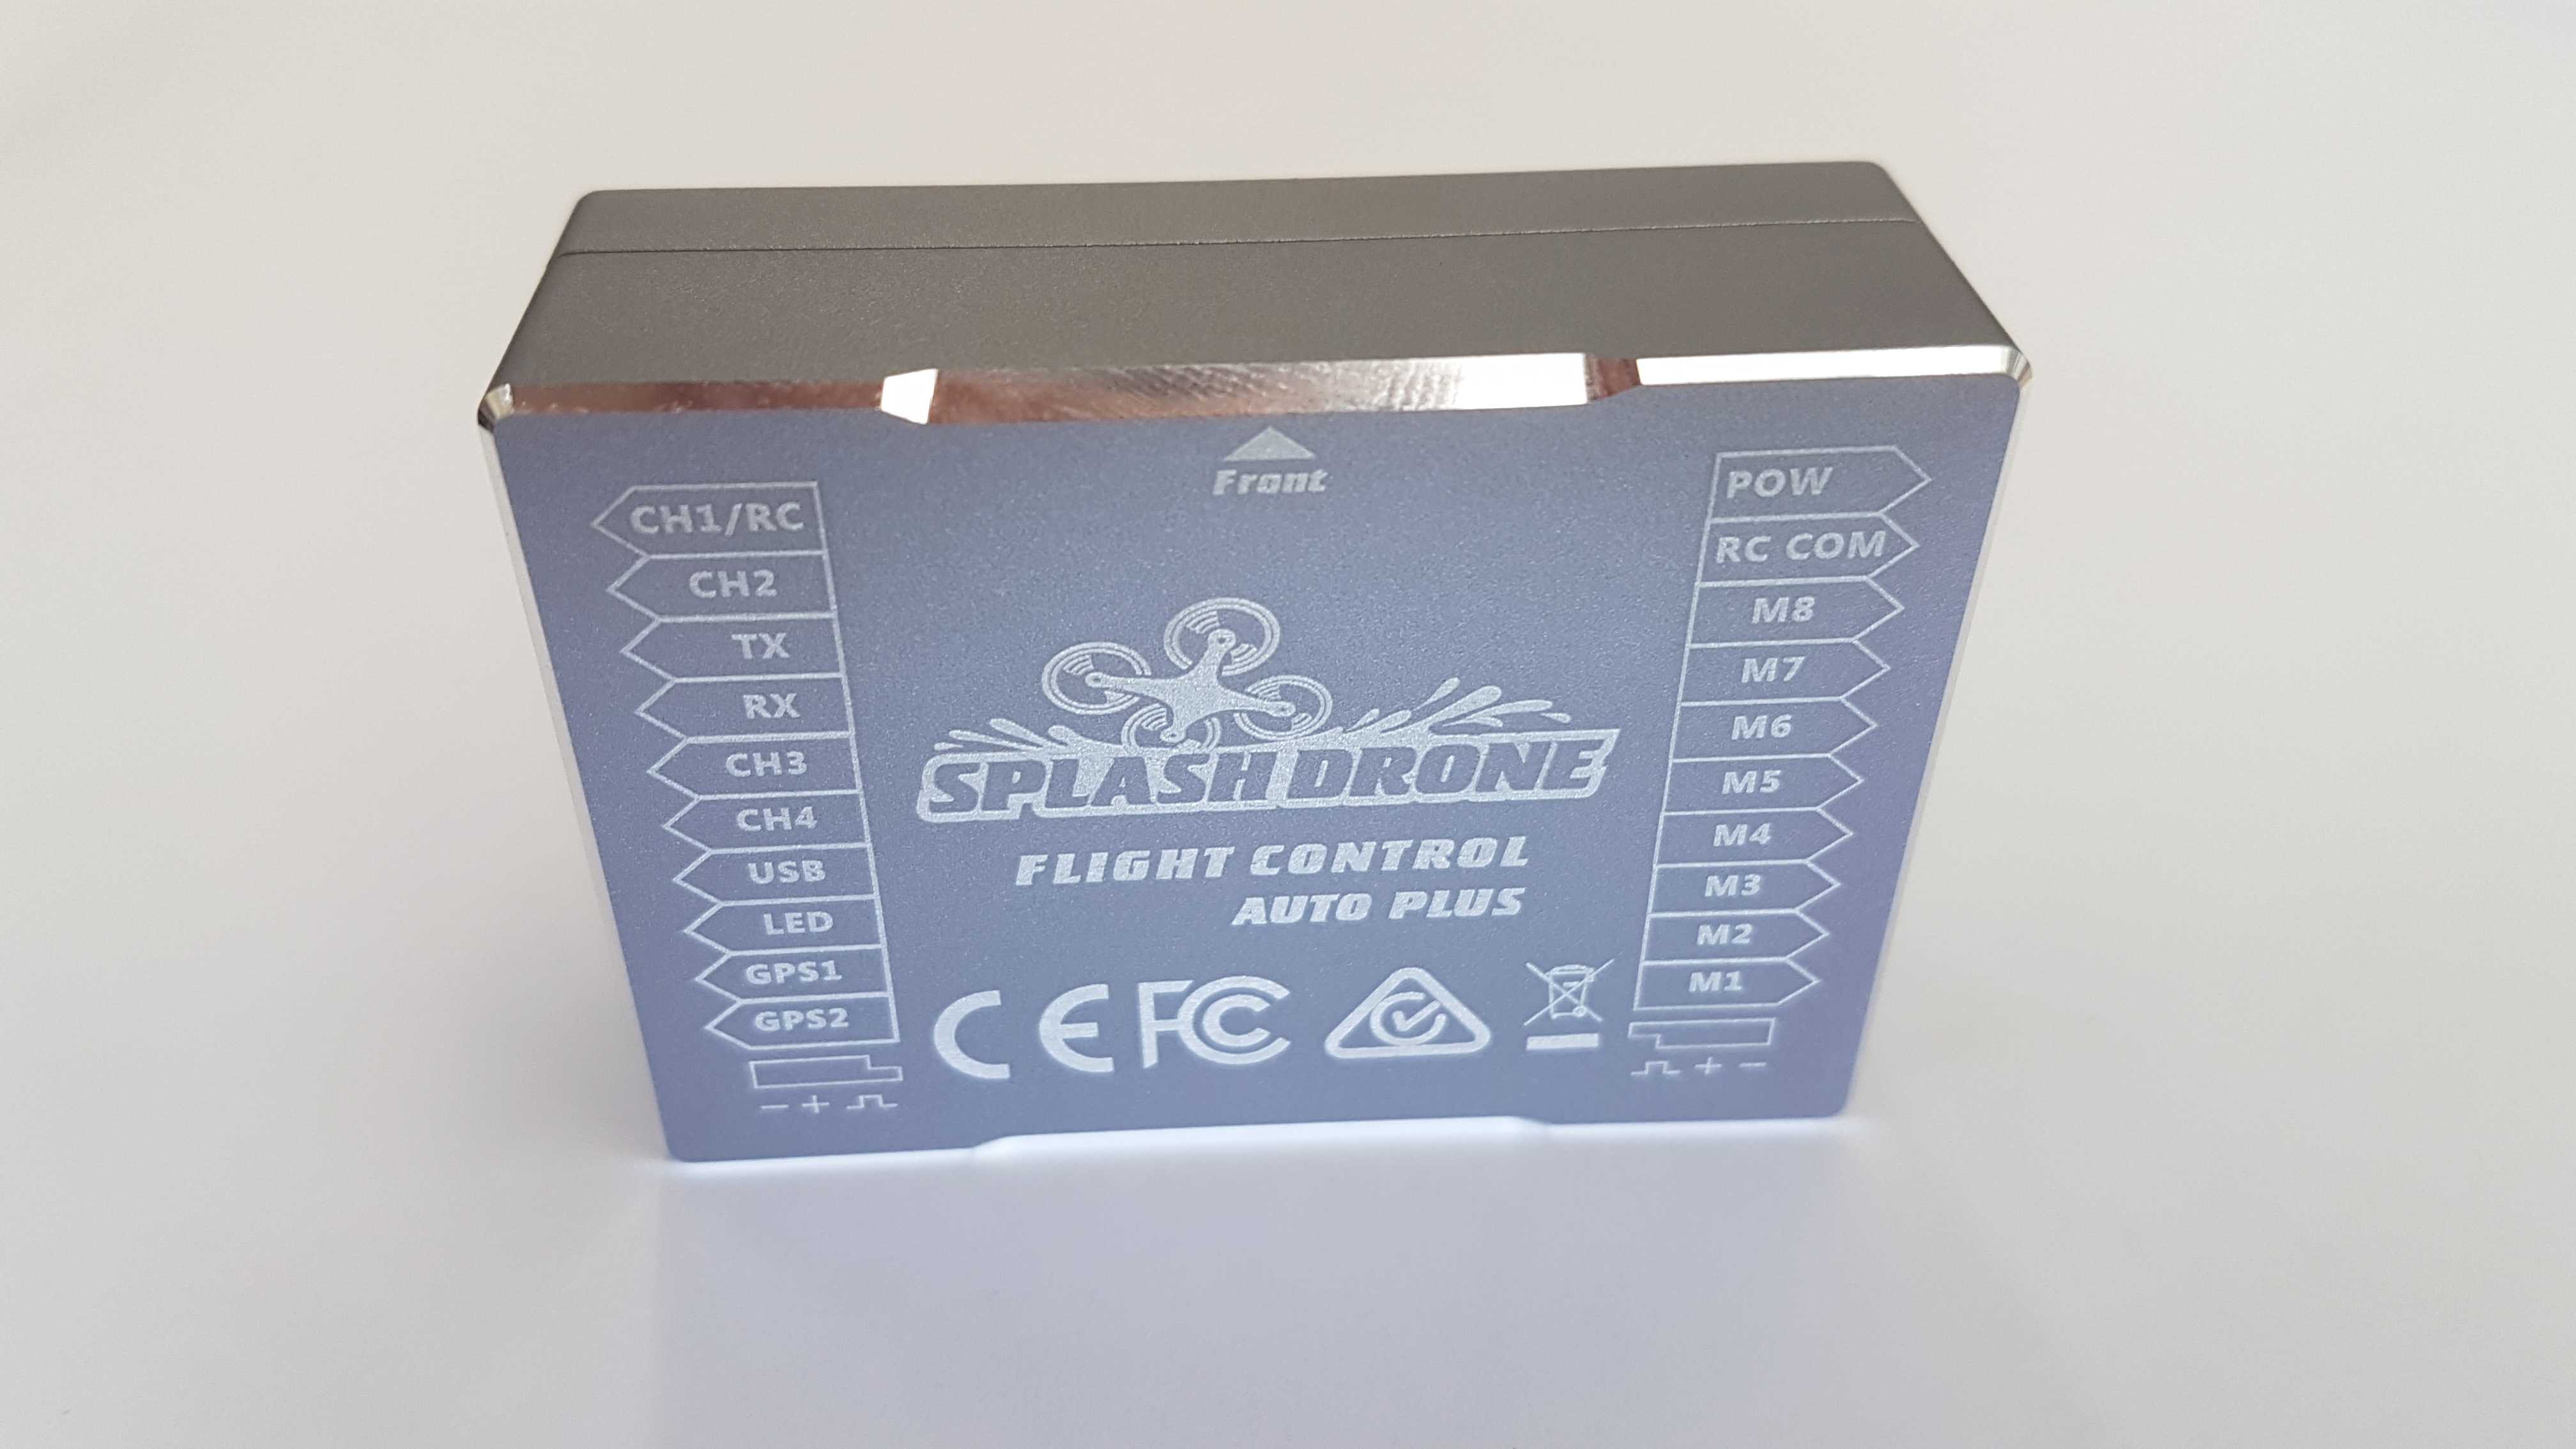 Front
CH1/RC
CH2
TX
RX
CH3
CH4
USB
LED
GPS1
GPS2
- +
POW
RC COM
M8
M7
M6
M5
M4
M3
M2
M1
+ -
SPLASH DRONE
FLIGHT CONTROL
AUTO PLUS
CE FC